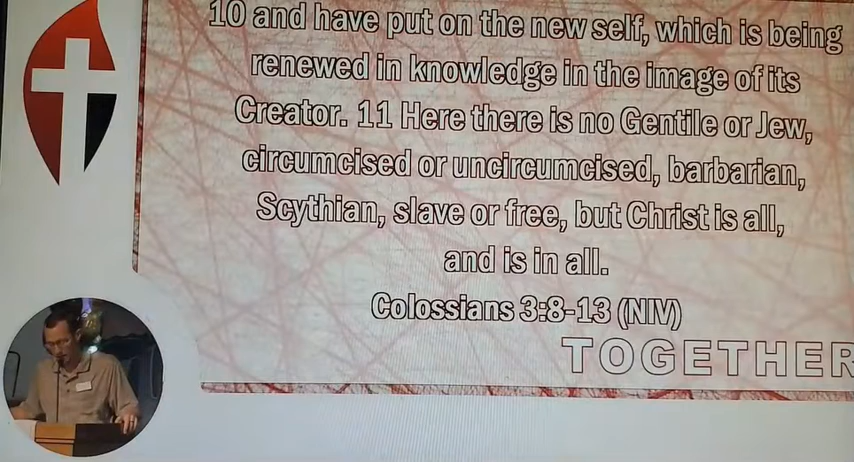 10 and have put on the new self, which is being
renewed in knowledge in the image of its
Creator. 11 Here there is no Gentile or Jew,
circumcised or uncircumcised, barbarian,
Scythian, slave or free, but Christ is all,
and is in all.
Colossians 3:8-13 (NIV)
TOGETHER